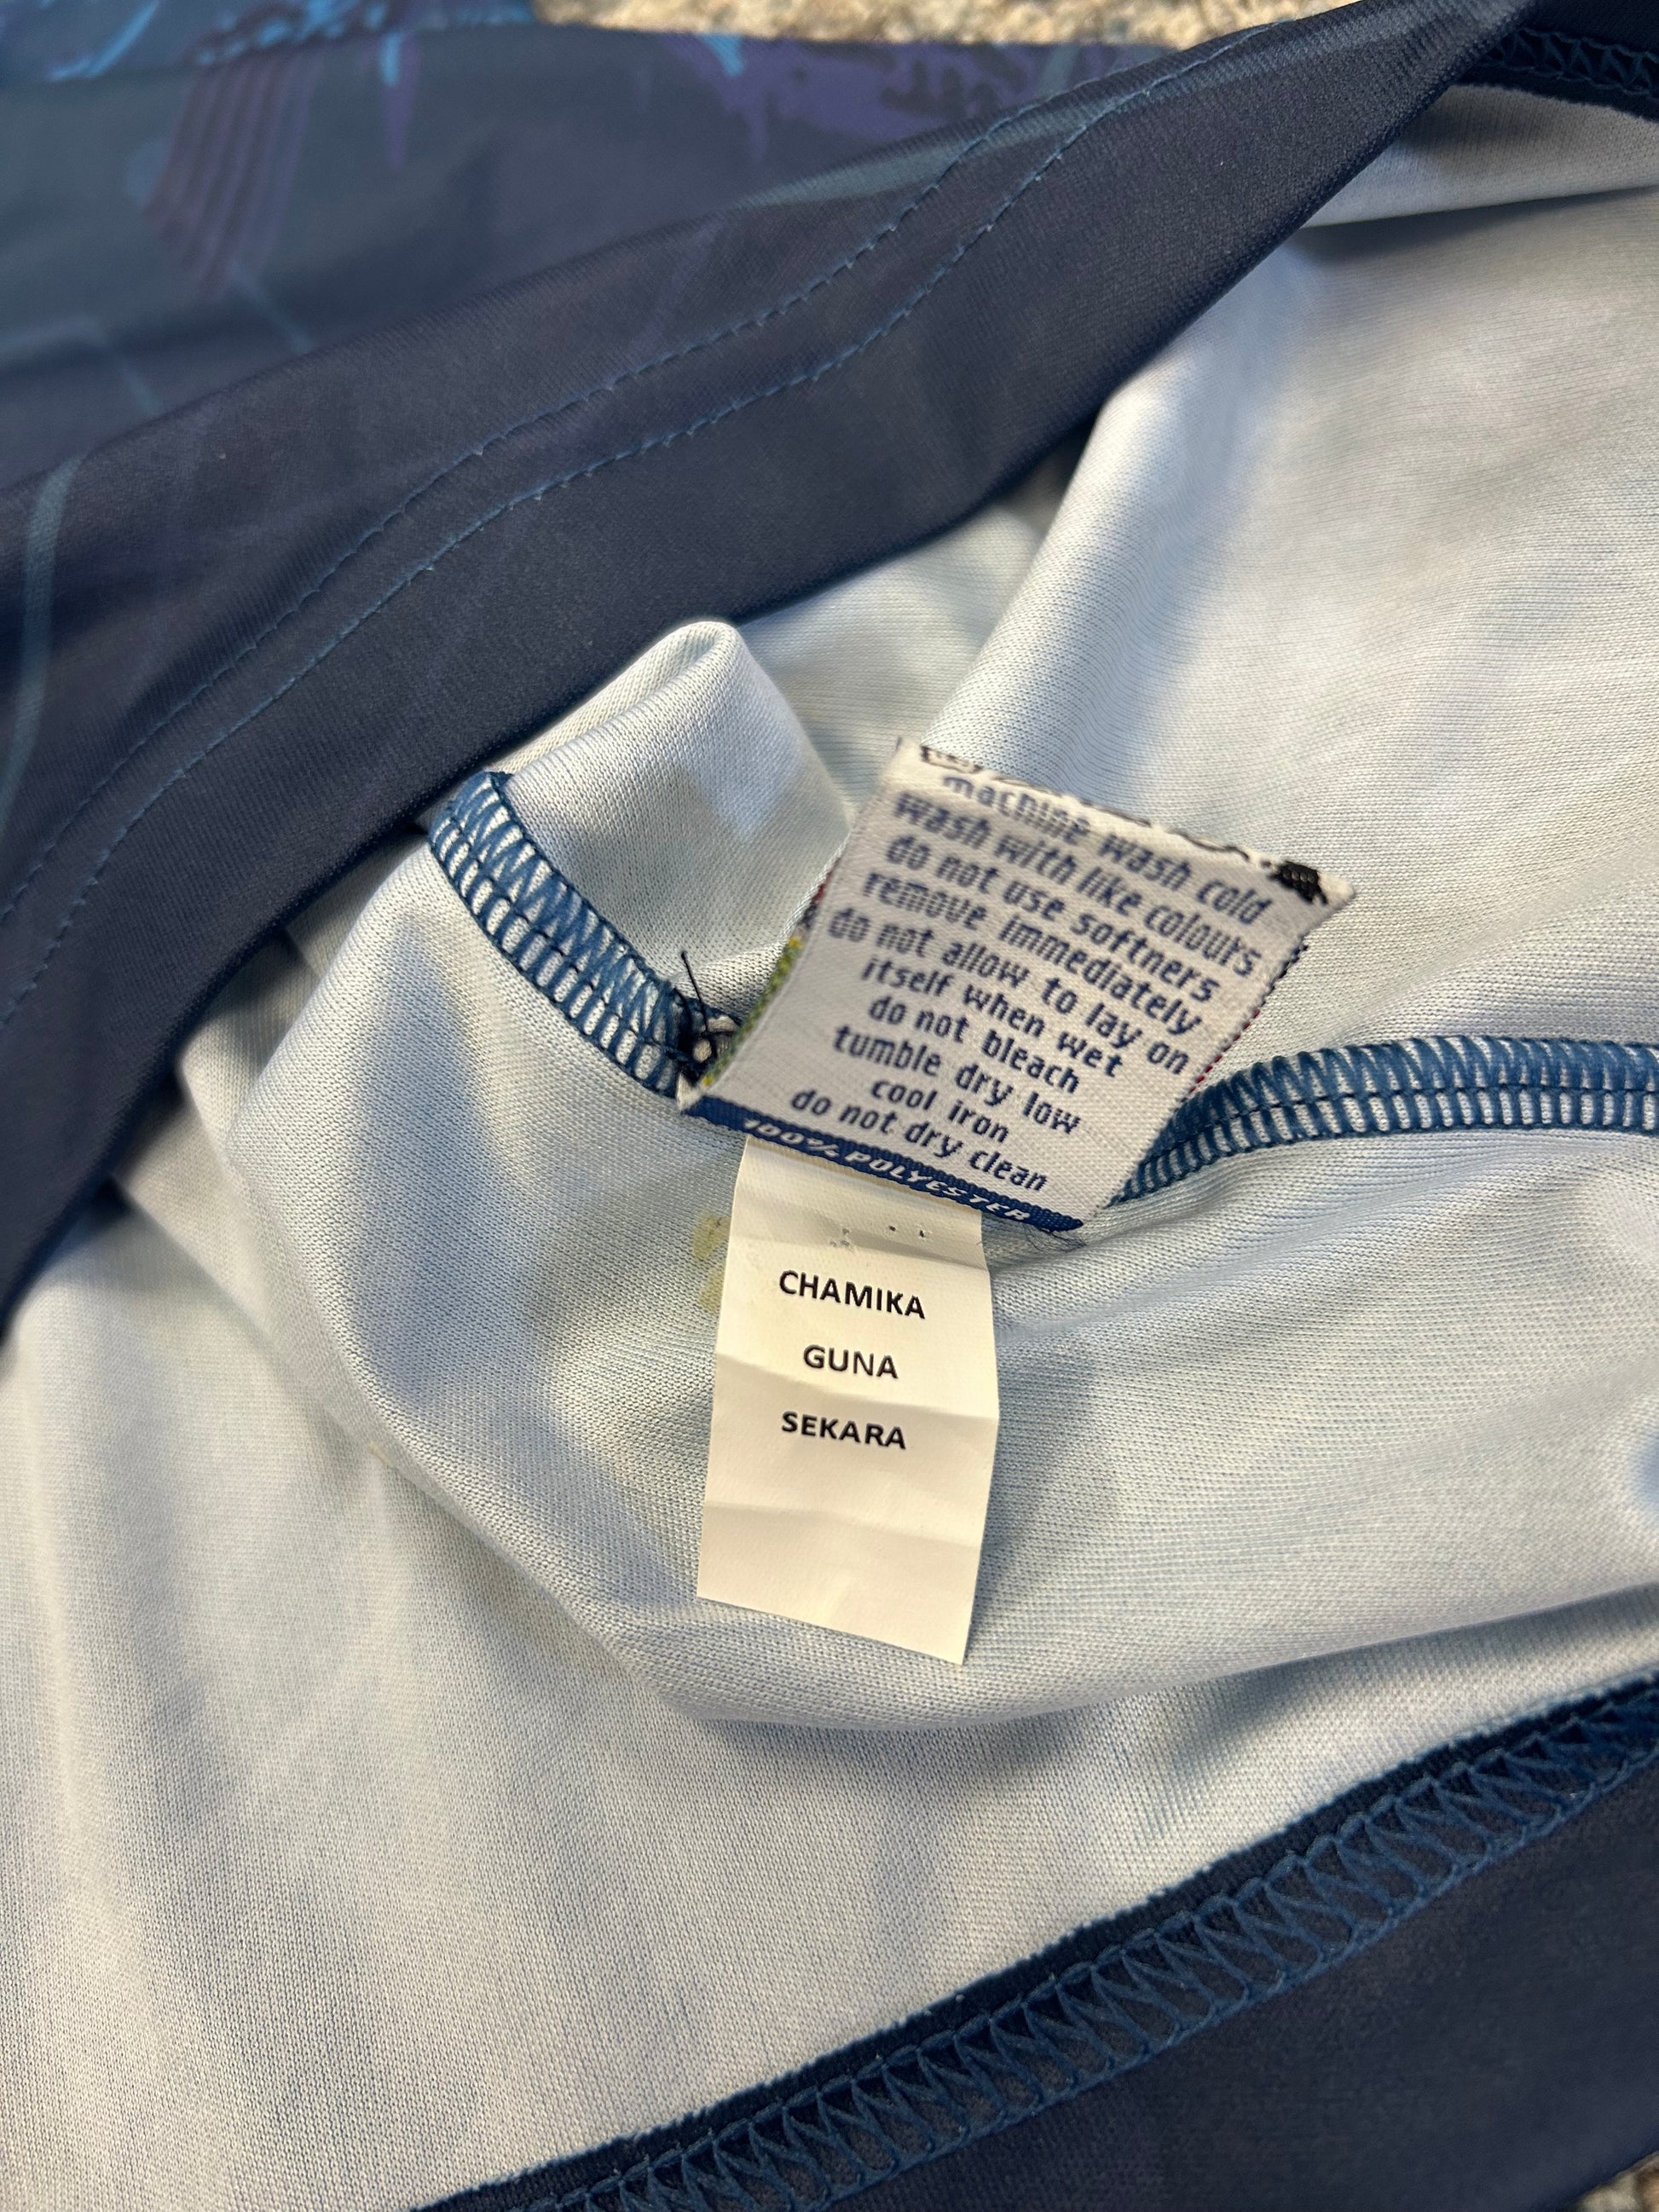 machine wash cold
wash with like colours
do not use softners
remove immediately
do not allow to lay on
itself when wet
do not bleach
tumble dry low
cool iron
do not dry clean
100% POLYESTER
CHAMIKA
GUNA
SEKARA